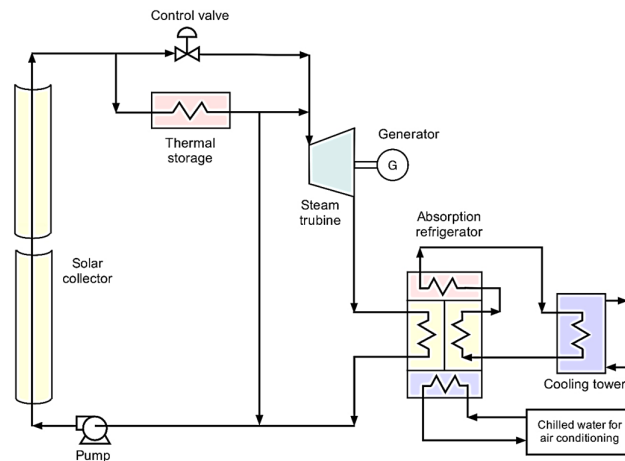 Control valve
Thermal
storage
Generator
G
Steam
trubine
Absorption
refrigerator
Solar
collector
Cooling tower
Chilled water for
air conditioning
Pump